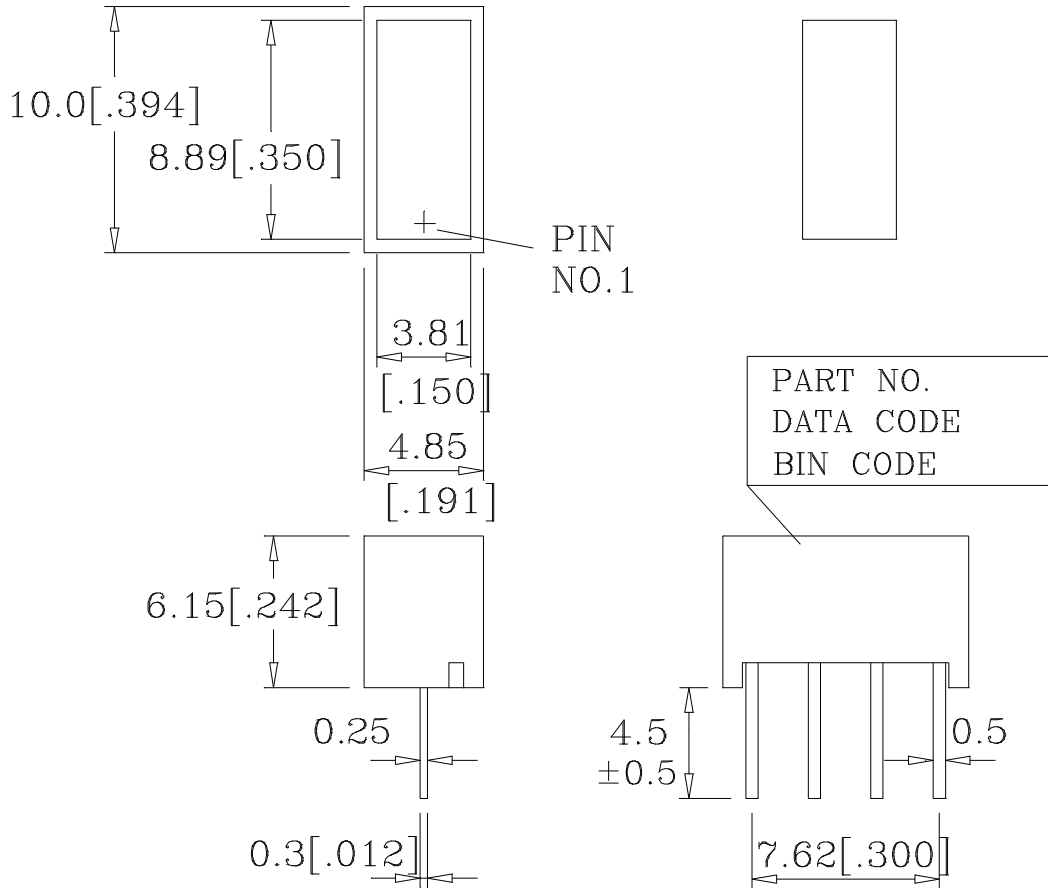 10.0[.394]
8.89[.350]
PIN
NO.1
3.81
[.150]
4.85
[.191]
PART NO.
DATA CODE
BIN CODE
6.15[.242]
0.25
4.5
±0.5
0.5
0.3[.012]
7.62[.300]